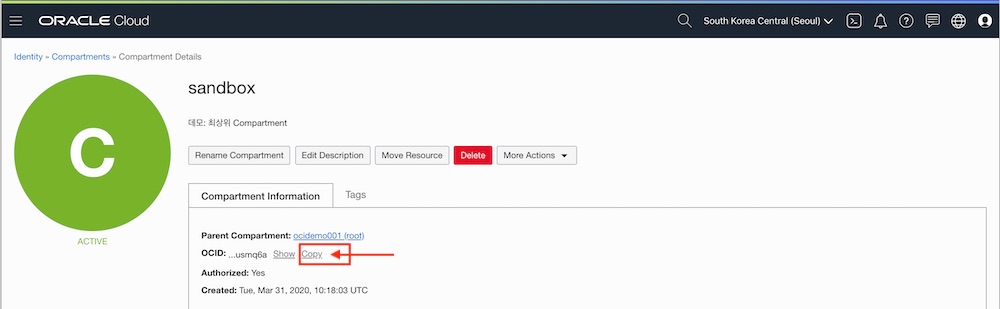 ORACLE Cloud
South Korea Central (Seoul)
Identity » Compartments » Compartment Details
C
ACTIVE
sandbox
데모: 최상위 Compartment
Rename Compartment
Edit Description
Move Resource
Delete
More Actions
Compartment Information
Tags
Parent Compartment: ocidemo001 (root)
OCID: ...usmq6a Show Copy
Authorized: Yes
Created: Tue, Mar 31, 2020, 10:18:03 UTC